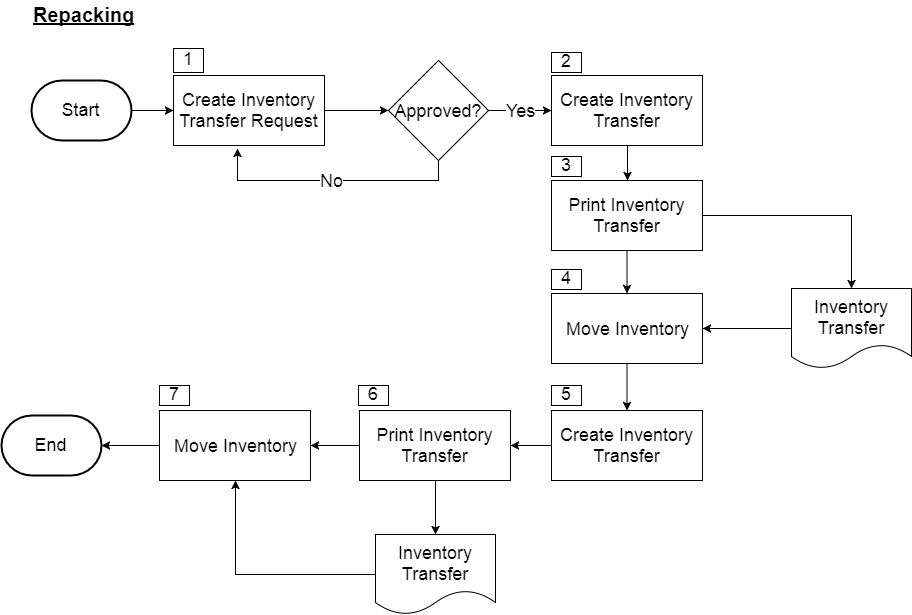 Repacking
1
Start
Create Inventory
Transfer Request
Approved?
Yes
No
2
Create Inventory
Transfer
3
Print Inventory
Transfer
Inventory
Transfer
4
Move Inventory
5
Create Inventory
Transfer
6
Print Inventory
Transfer
Inventory
Transfer
7
Move Inventory
End